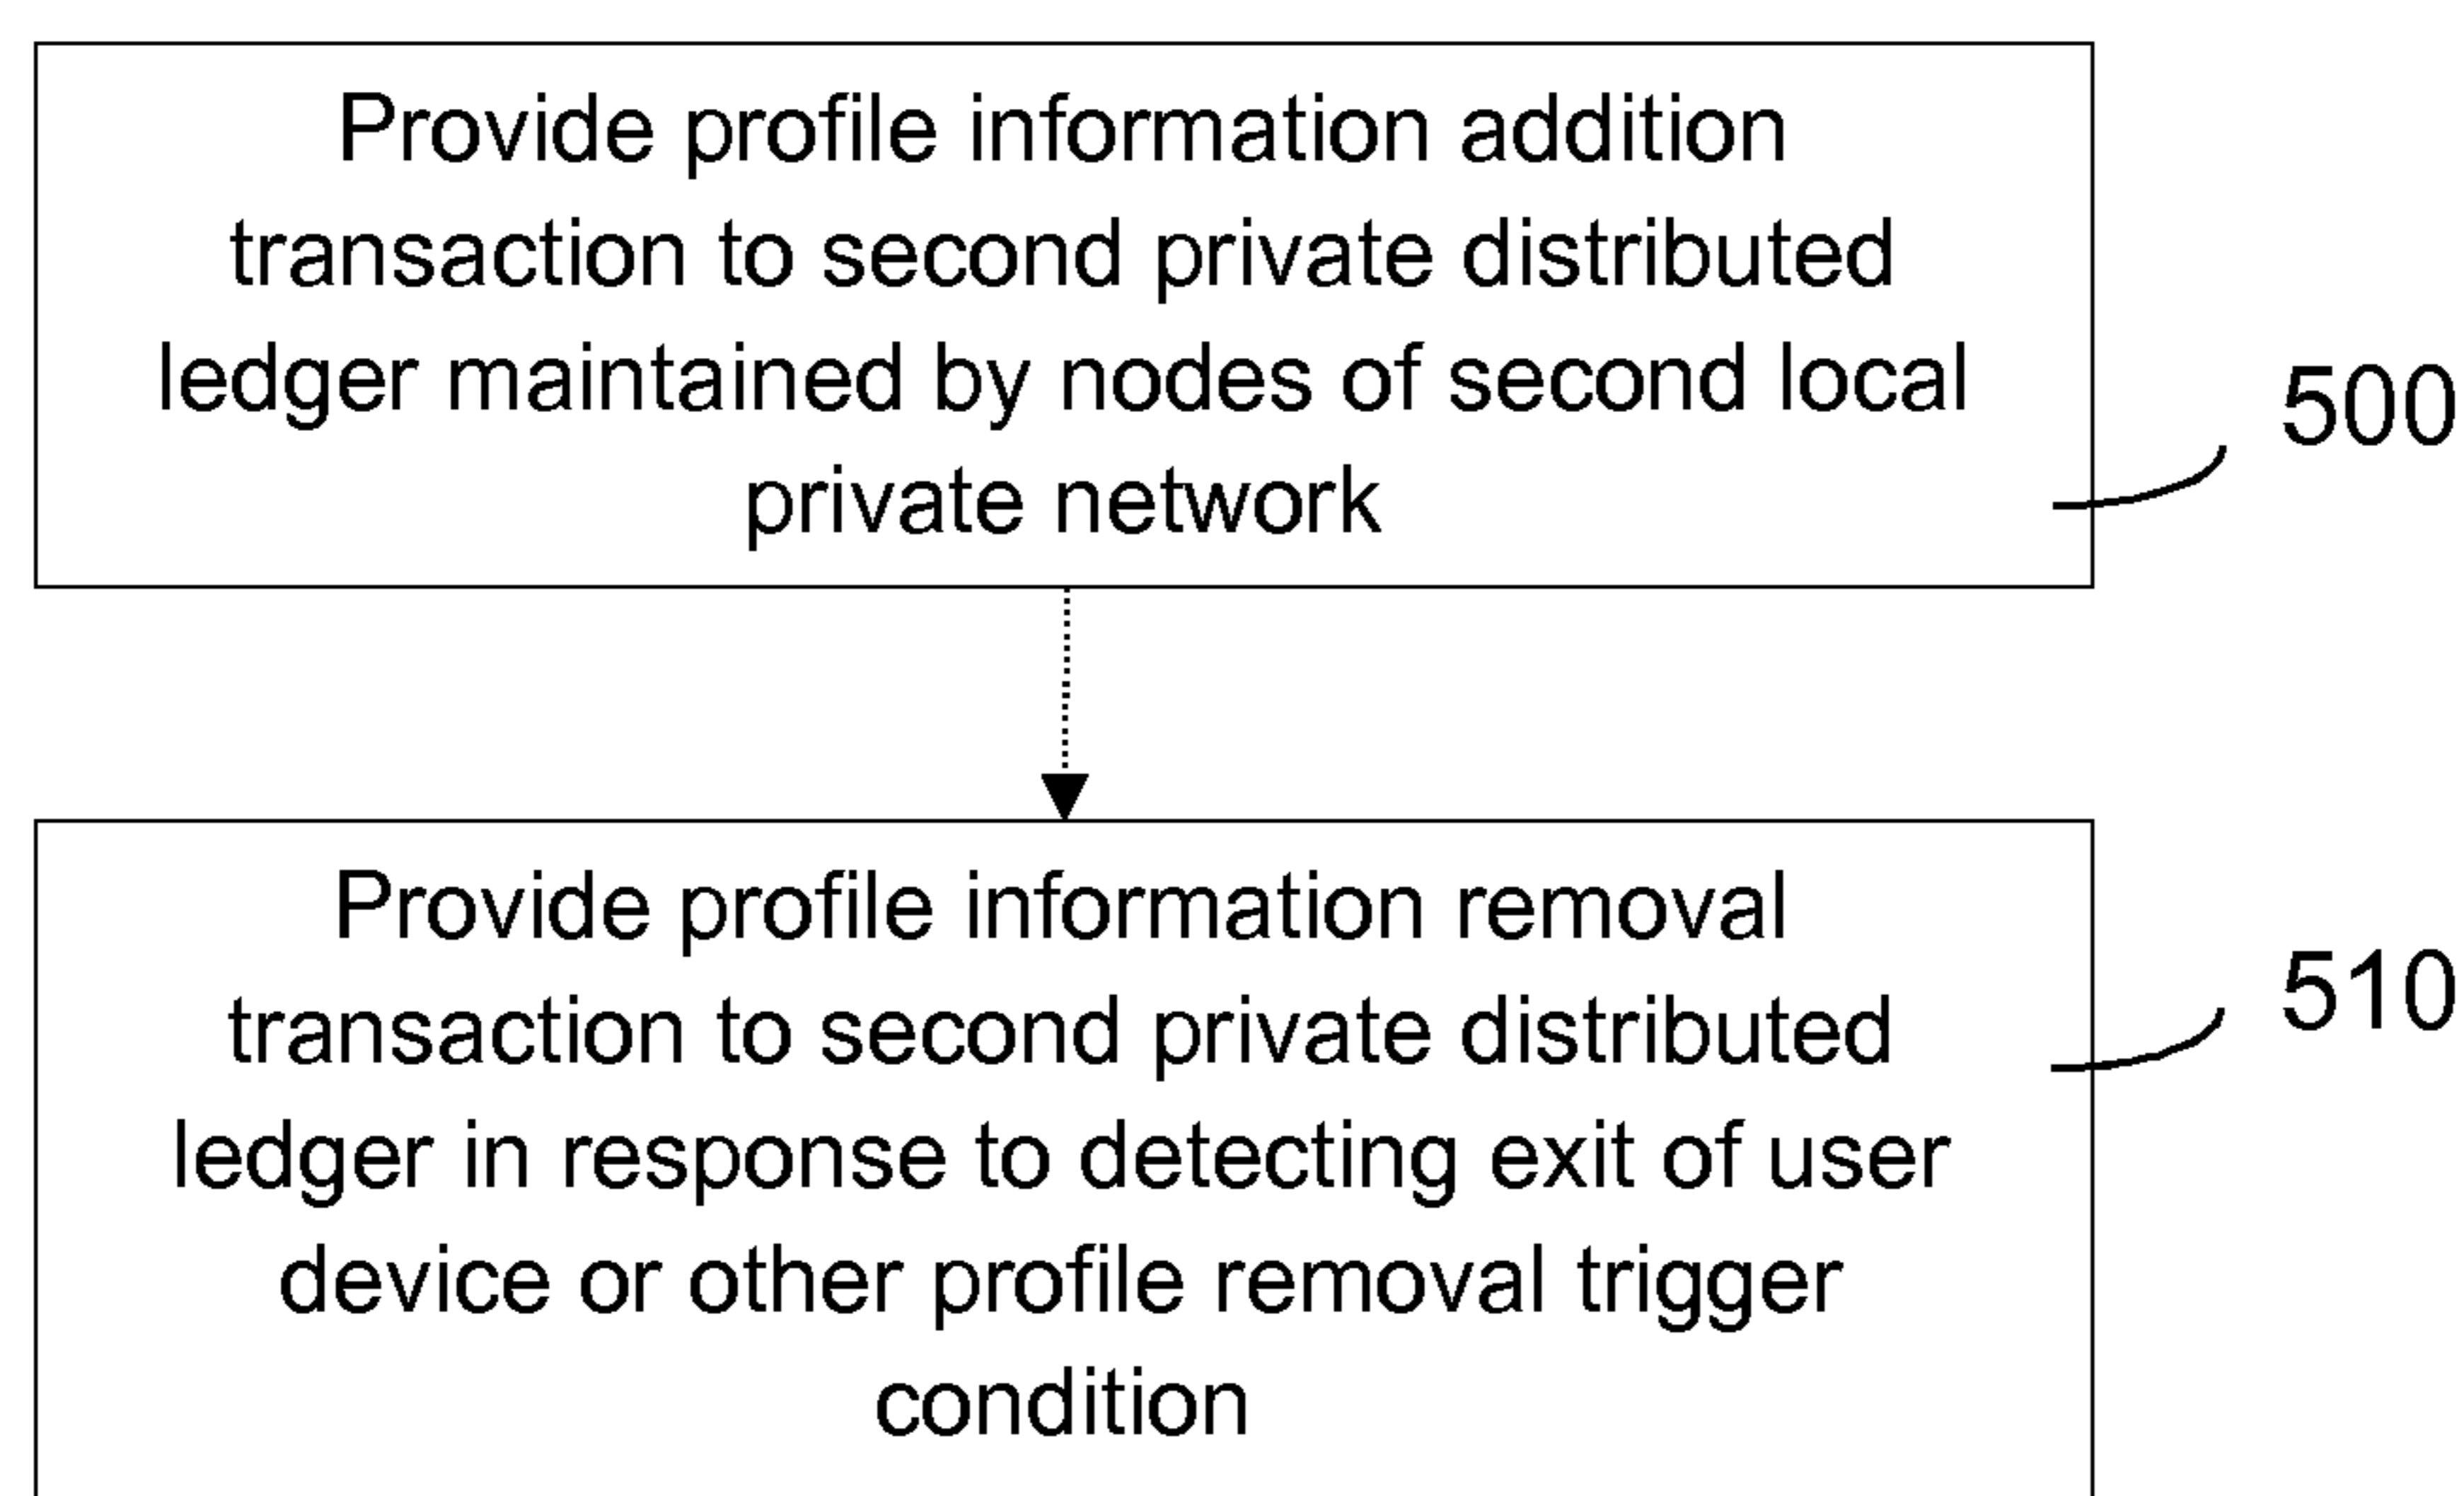 Provide profile information addition
transaction to second private distributed
ledger maintained by nodes of second local
private network
500
Provide profile information removal
transaction to second private distributed
ledger in response to detecting exit of user
device or other profile removal trigger
condition
510